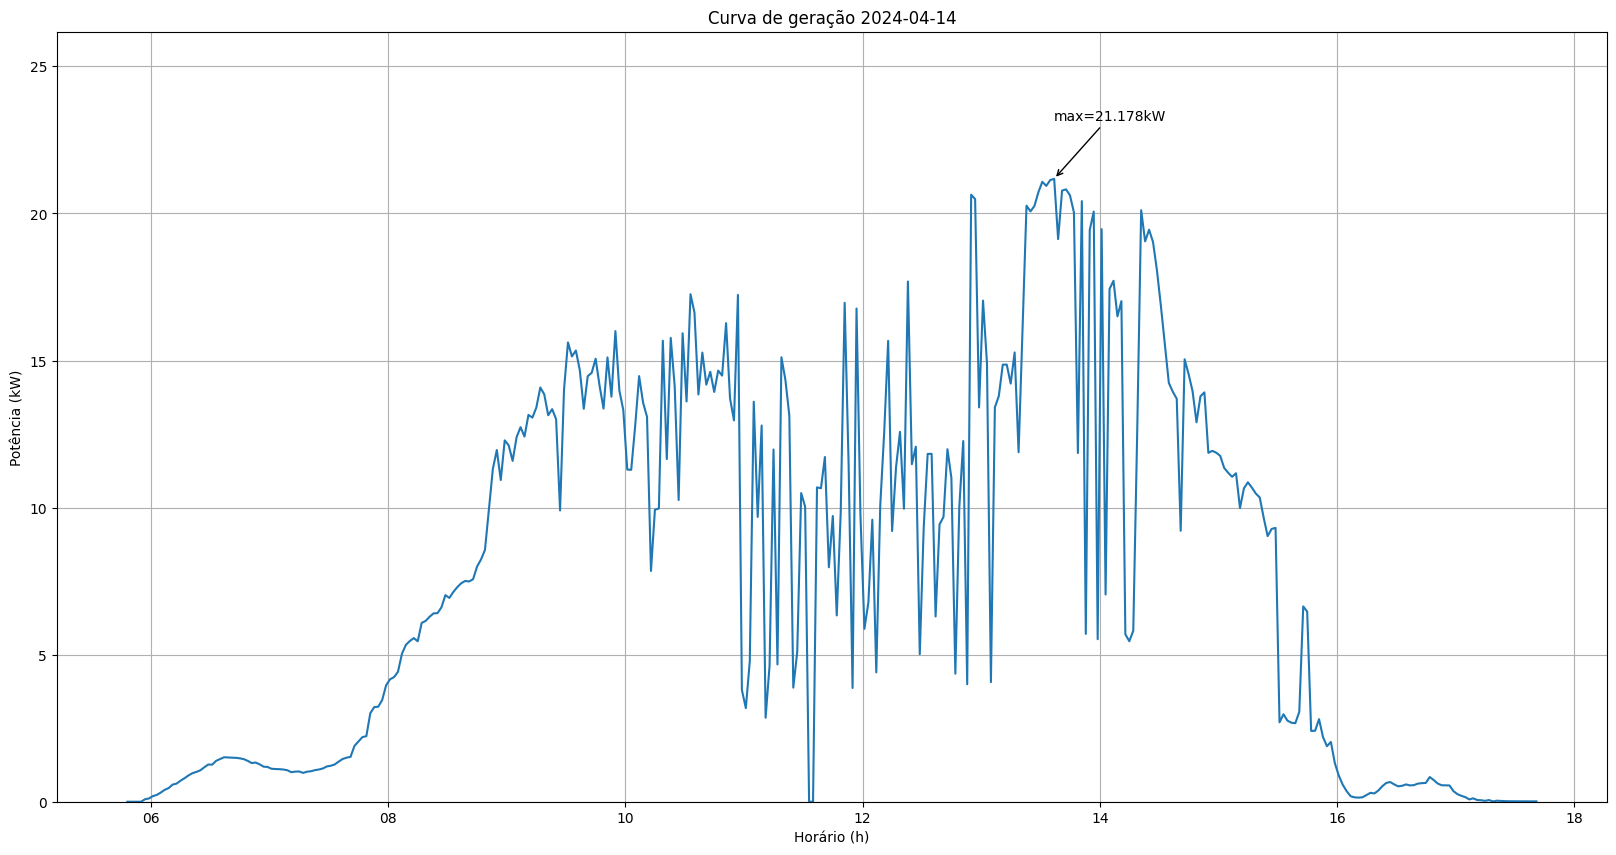 Curva de geração 2024-04-14
25
max=21.178kW
20
15
Potência (kW)
10
5
0
06 08 10 12 14 16 18
Horário (h)